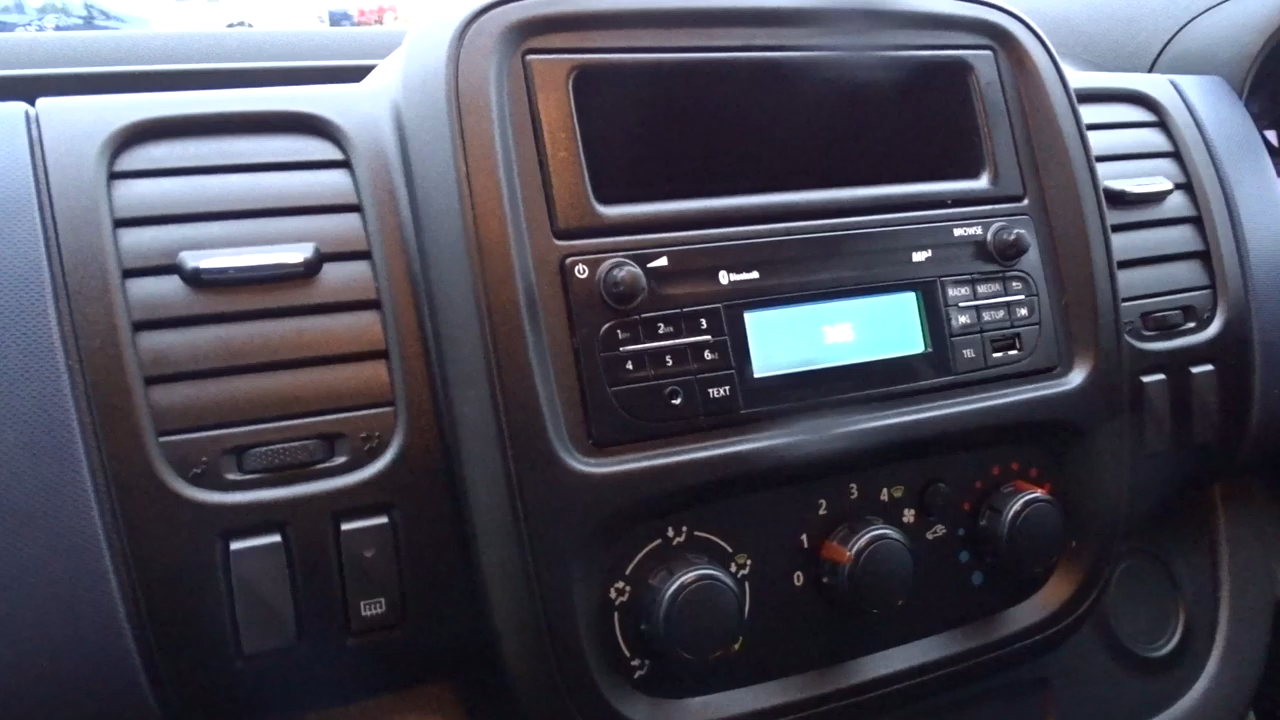 BROWSE
MP3
Bluetooth
RADIO MEDIA
1 2 3
SETUP
4 5 6
TEL
TEXT
0 1 2 3 4